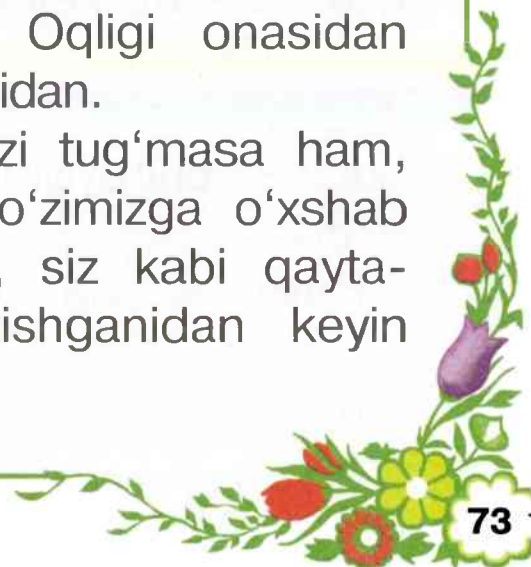 Oqligi onasidan
idan.
zi tug‘masa ham,
o‘zimizga o‘xshab
siz kabi qayta-
ishganidan keyin
73